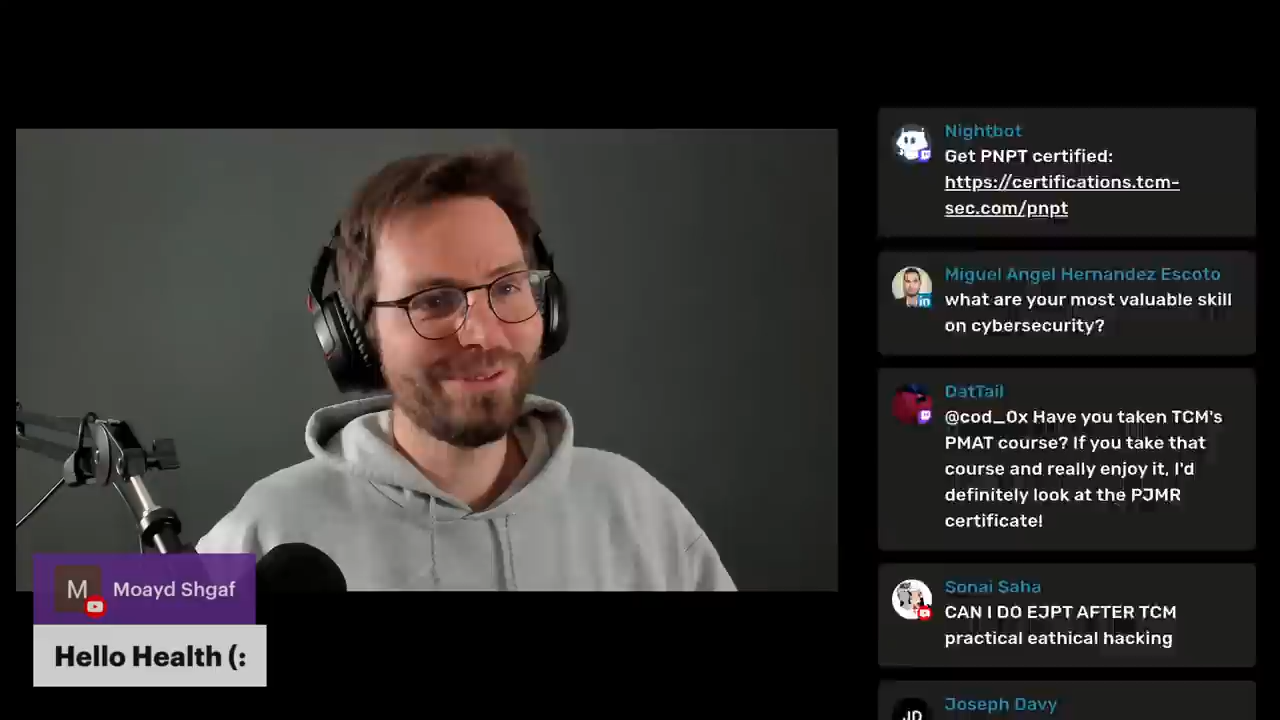 Nightbot
Get PNPT certified:
https://certifications.tcm-
sec.com/pnpt
Miguel Angel Hernandez Escoto
what are your most valuable skill
on cybersecurity?
DatTail
@cod_0x Have you taken TCM's
PMAT course? If you take that
course and really enjoy it, I'd
definitely look at the PJMR
certificate!
Sonai Saha
CAN I DO EJPT AFTER TCM
practical eathical hacking
JD
Joseph Davy
M
Moayd Shgaf
Hello Health (: